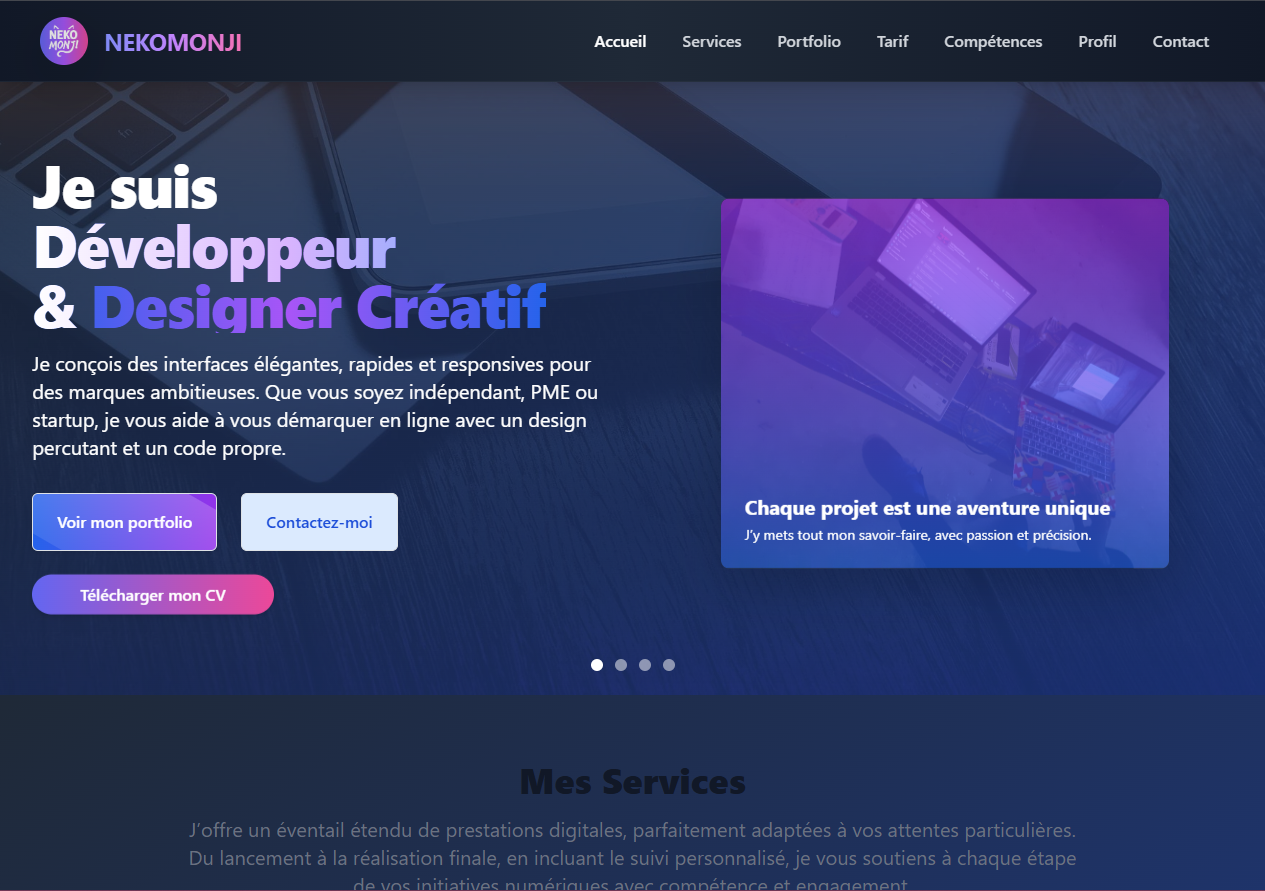 NEKO
MONJI
NEKOMONJI
Accueil
Services
Portfolio
Tarif
Compétences
Profil
Contact
fn
Je suis
Développeur
& Designer Créatif
Je conçois des interfaces élégantes, rapides et responsives pour
des marques ambitieuses. Que vous soyez indépendant, PME ou
startup, je vous aide à vous démarquer en ligne avec un design
percutant et un code propre.
Voir mon portfolio
Contactez-moi
Télécharger mon CV
Chaque projet est une aventure unique
J’y mets tout mon savoir-faire, avec passion et précision.
Mes Services
J’offre un éventail étendu de prestations digitales, parfaitement adaptées à vos attentes particulières.
Du lancement à la réalisation finale, en incluant le suivi personnalisé, je vous soutiens à chaque étape
de vos initiatives numériques avec compétence et engagement.